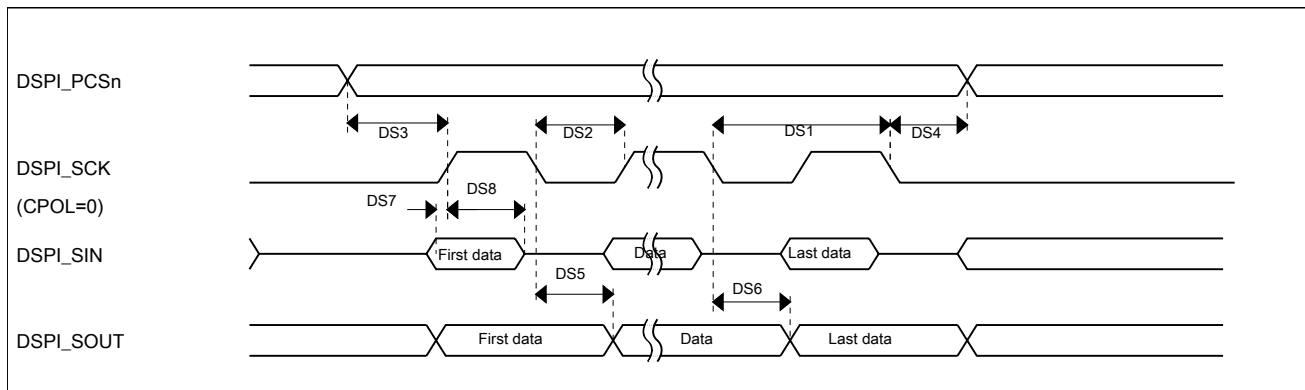 DSPI_PCSn
DS3
DS2
DS1
DS4
DSPI_SCK
(CPOL=0)
DS7
DS8
DSPI_SIN
First data
Data
Last data
DS5
DS6
DSPI_SOUT
First data
Data
Last data